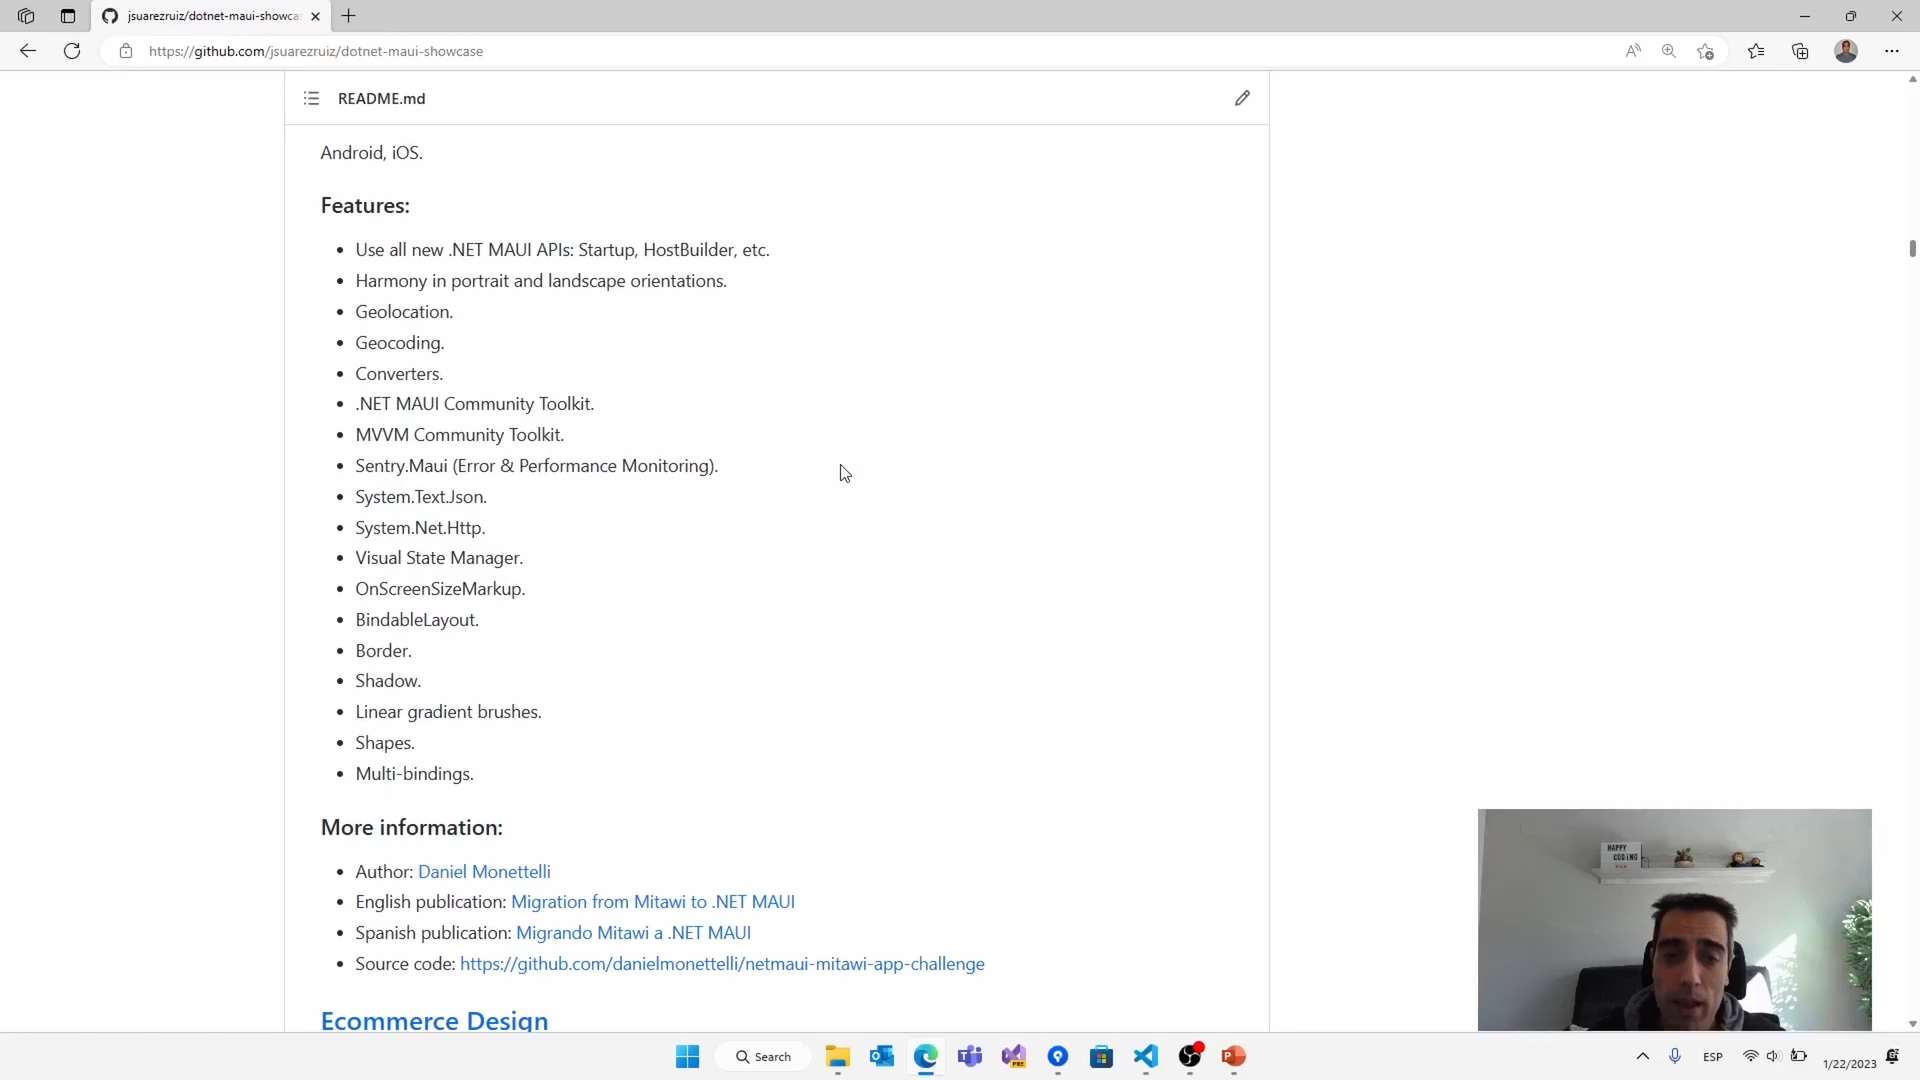 jsuarezruiz/dotnet-maui-showca
https://github.com/jsuarezruiz/dotnet-maui-showcase
README.md
Android, iOS.
Features:
• Use all new .NET MAUI APIs: Startup, HostBuilder, etc.
• Harmony in portrait and landscape orientations.
• Geolocation.
• Geocoding.
• Converters.
• .NET MAUI Community Toolkit.
• MVVM Community Toolkit.
• Sentry.Maui (Error & Performance Monitoring).
• System.Text.Json.
• System.Net.Http.
• Visual State Manager.
• OnScreenSizeMarkup.
• BindableLayout.
• Border.
• Shadow.
• Linear gradient brushes.
• Shapes.
• Multi-bindings.
More information:
• Author: Daniel Monettelli
• English publication: Migration from Mitawi to .NET MAUI
• Spanish publication: Migrando Mitawi a .NET MAUI
• Source code: https://github.com/danielmonettelli/netmaui-mitawi-app-challenge
Ecommerce Design
HAPPY
CODING
Search
ESP
1/22/2023